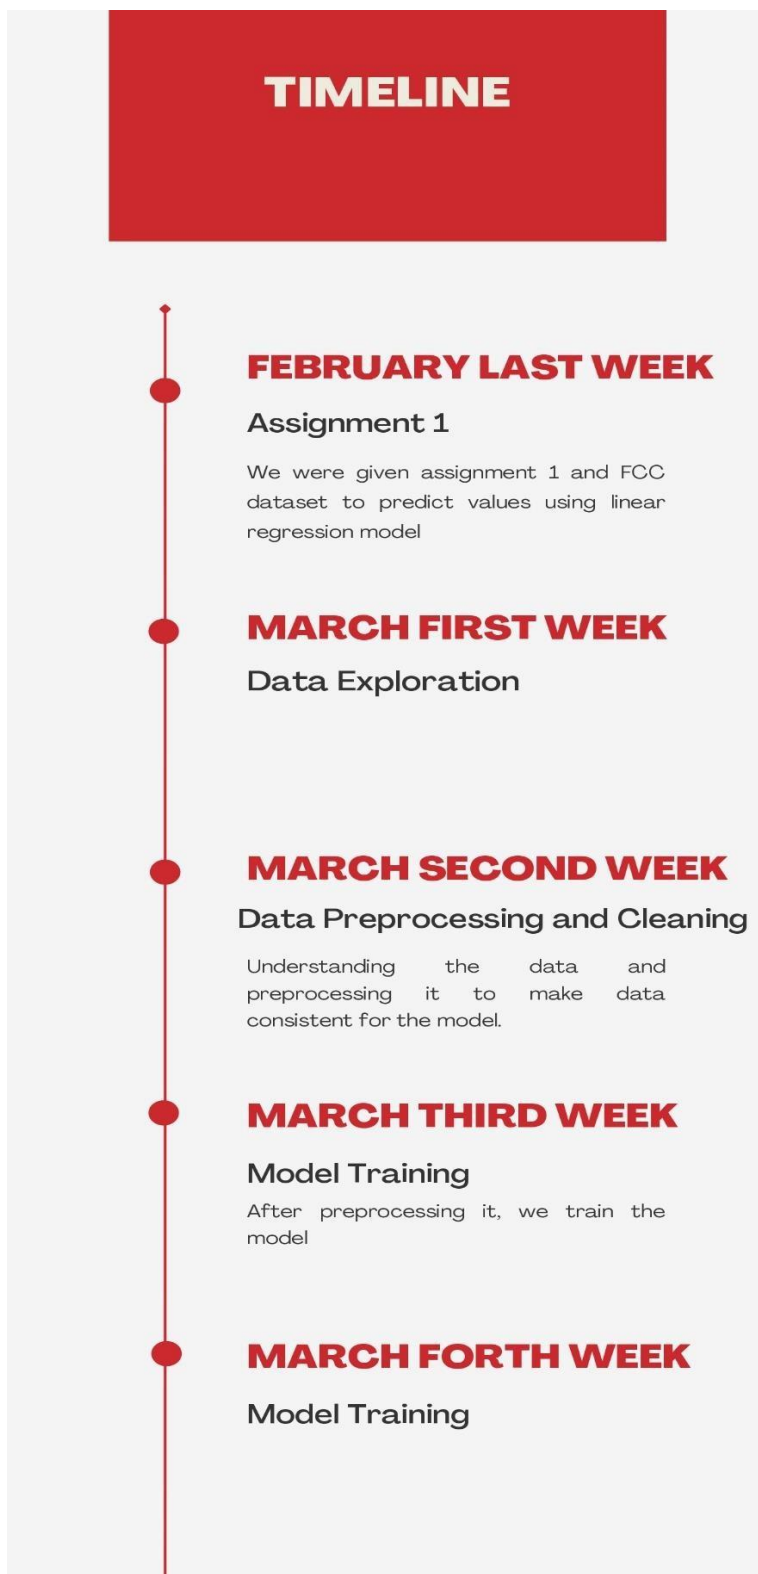 TIMELINE
FEBRUARY LAST WEEK
Assignment 1
We were given assignment 1 and FCC
dataset to predict values using linear
regression model
MARCH FIRST WEEK
Data Exploration
MARCH SECOND WEEK
Data Preprocessing and Cleaning
Understanding the data and
preprocessing it to make data
consistent for the model.
MARCH THIRD WEEK
Model Training
After preprocessing it, we train the
model
MARCH FORTH WEEK
Model Training